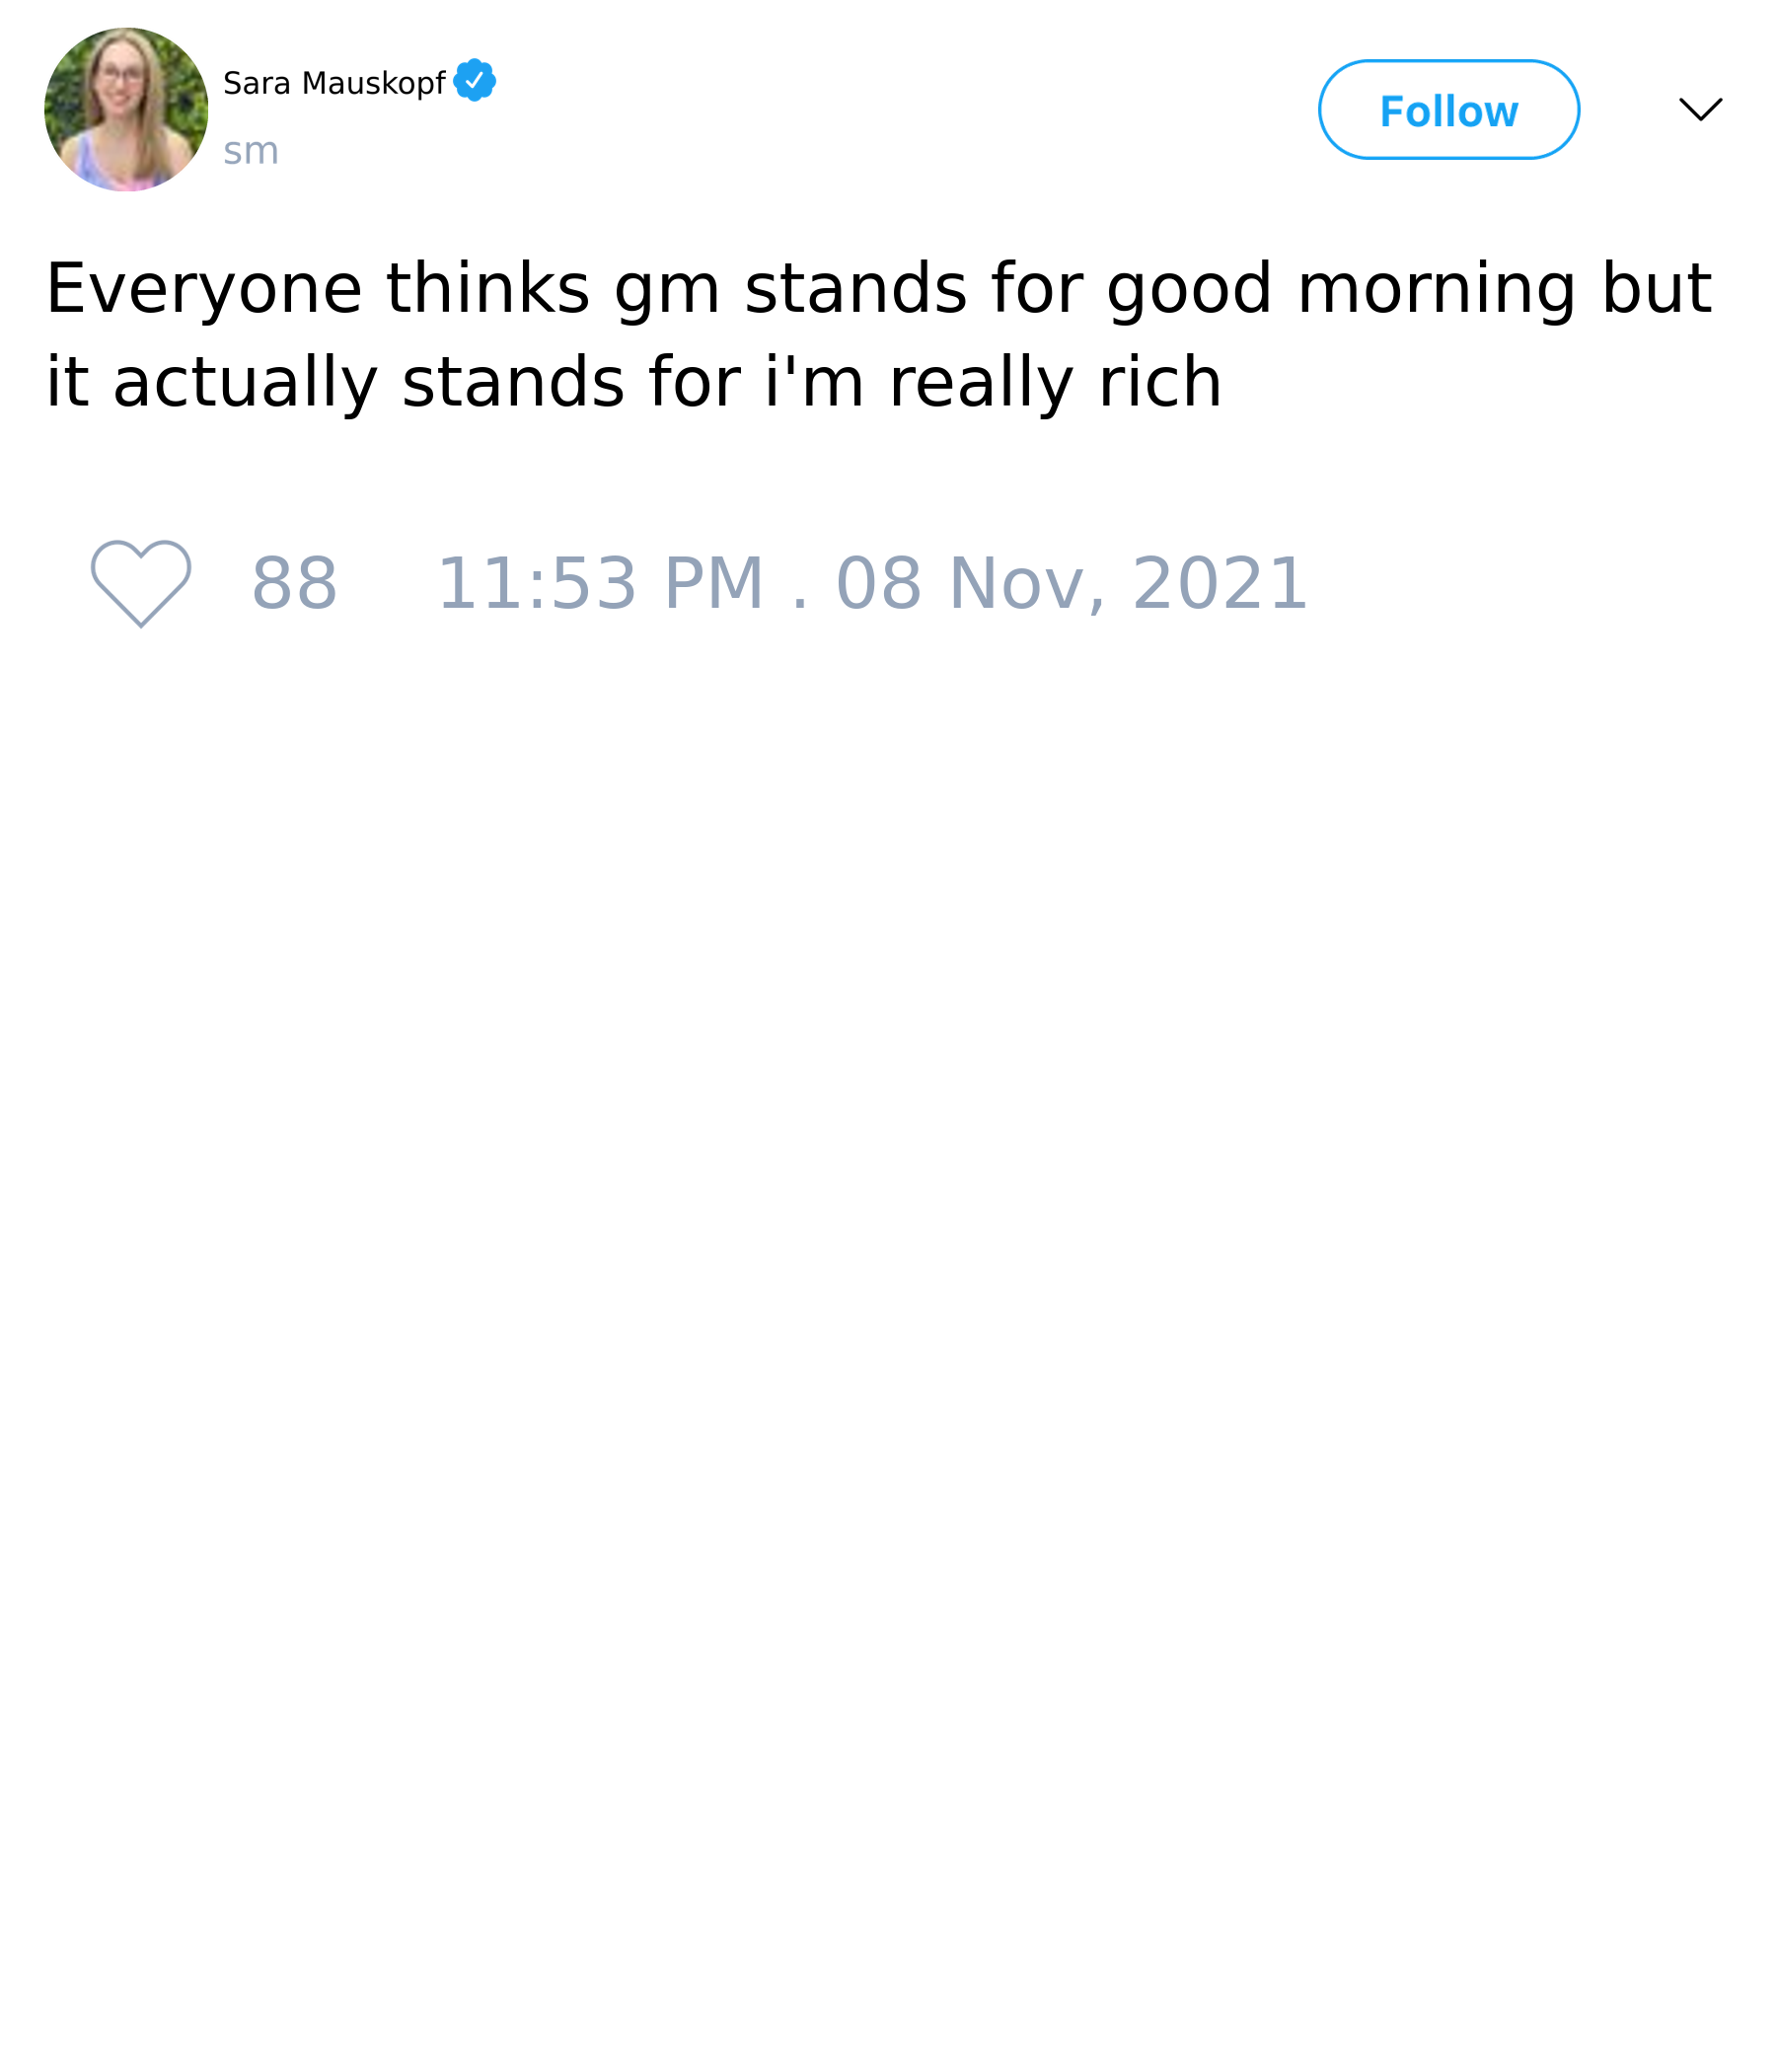 Sara Mauskopf
sm
Follow
Everyone thinks gm stands for good morning but
it actually stands for i'm really rich
88 11:53 PM . 08 Nov, 2021